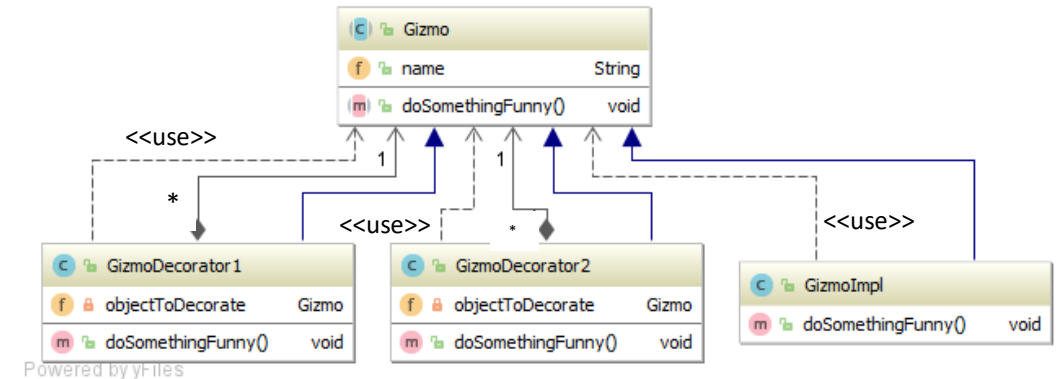 Gizmo
name String
doSomethingFunny() void
<<use>>
1
1
*
<<use>>
*
<<use>>
GizmoDecorator1
objectToDecorate Gizmo
doSomethingFunny() void
GizmoDecorator2
objectToDecorate Gizmo
doSomethingFunny() void
GizmoImpl
doSomethingFunny() void
Powered by yFiles